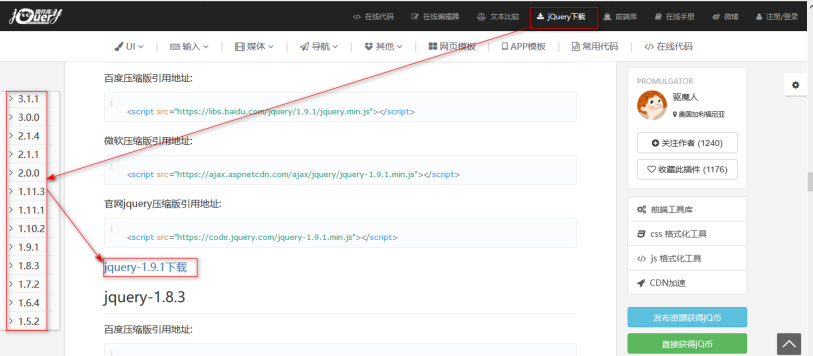 jQuery 插件库
在线代码
在线编辑器
文本比较
jQuery下载
前端库
在线手册
微博
注册/登录
UI
输入
媒体
导航
其他
网页模板
APP模板
常用代码
在线代码
3.1.1
3.0.0
2.1.4
2.1.1
2.0.0
1.11.3
1.11.1
1.10.2
1.9.1
1.8.3
1.7.2
1.6.4
1.5.2
百度压缩版引用地址:
1
<script src="https://libs.baidu.com/jquery/1.9.1/jquery.min.js"></script>
微软压缩版引用地址:
1
<script src="https://ajax.aspnetcdn.com/ajax/jquery/jquery-1.9.1.min.js"></script>
官网jquery压缩版引用地址:
1
<script src="https://code.jquery.com/jquery-1.9.1.min.js"></script>
jquery-1.9.1下载
jquery-1.8.3
百度压缩版引用地址:
1
PROMULGATOR
驱魔人
美国加利福尼亚
关注作者 (1240)
收藏此插件 (1176)
前端工具库
css 格式化工具
js 格式化工具
CDN加速
发布资源获得jQ币
直接获得jQ币